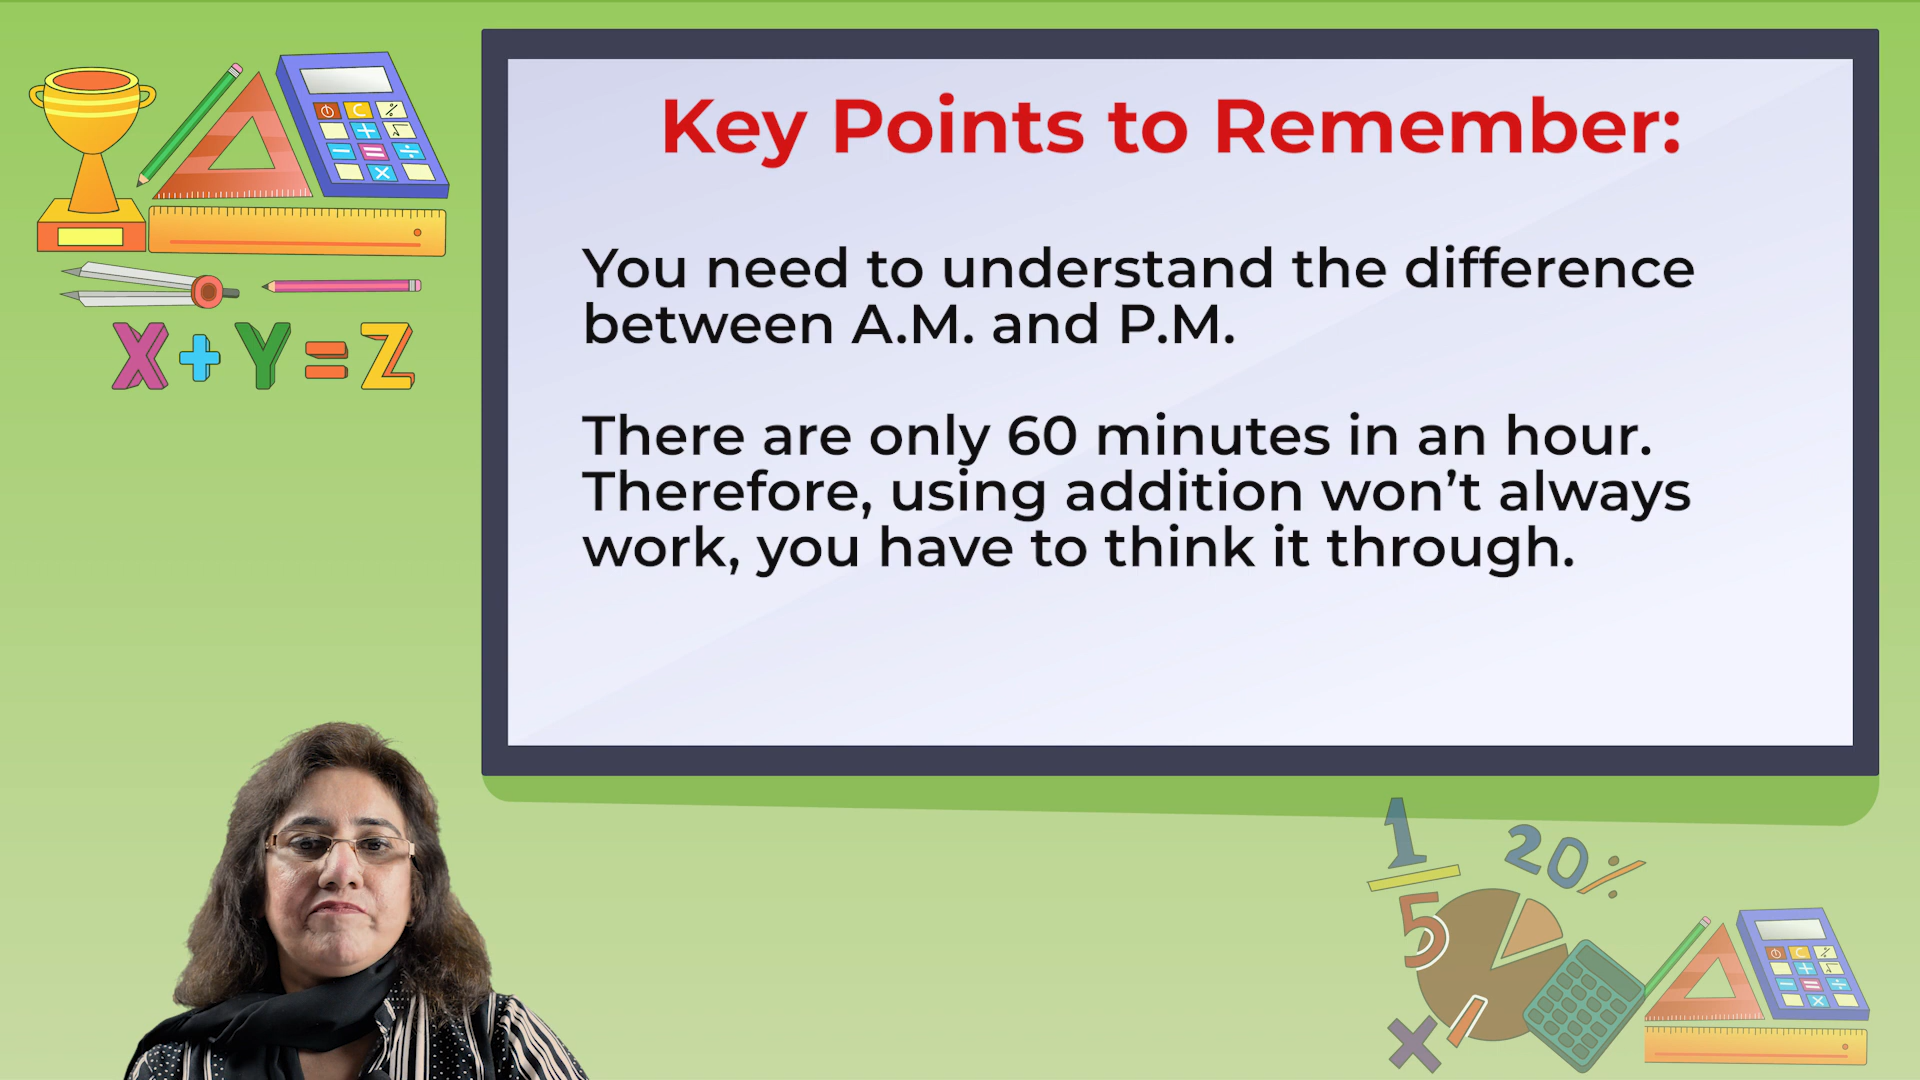 Key Points to Remember:
You need to understand the difference
between A.M. and P.M.
There are only 60 minutes in an hour.
Therefore, using addition won’t always
work, you have to think it through.
X+Y=Z
1
5
20%